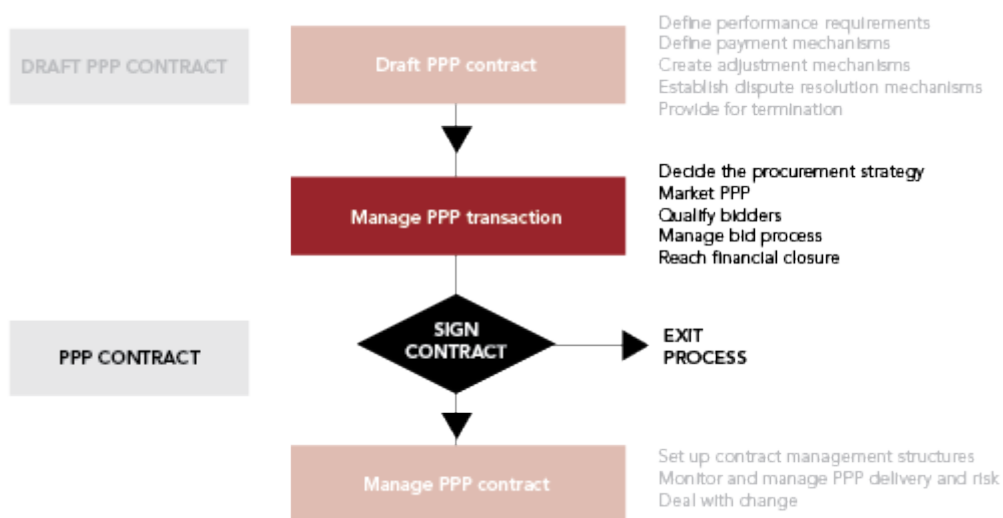 DRAFT PPP CONTRACT
Draft PPP contract
Define performance requirements
Define payment mechanisms
Create adjustment mechanisms
Establish dispute resolution mechanisms
Provide for termination
Manage PPP transaction
Decide the procurement strategy
Market PPP
Qualify bidders
Manage bid process
Reach financial closure
PPP CONTRACT
SIGN
CONTRACT
EXIT
PROCESS
Manage PPP contract
Set up contract management structures
Monitor and manage PPP delivery and risk
Deal with change